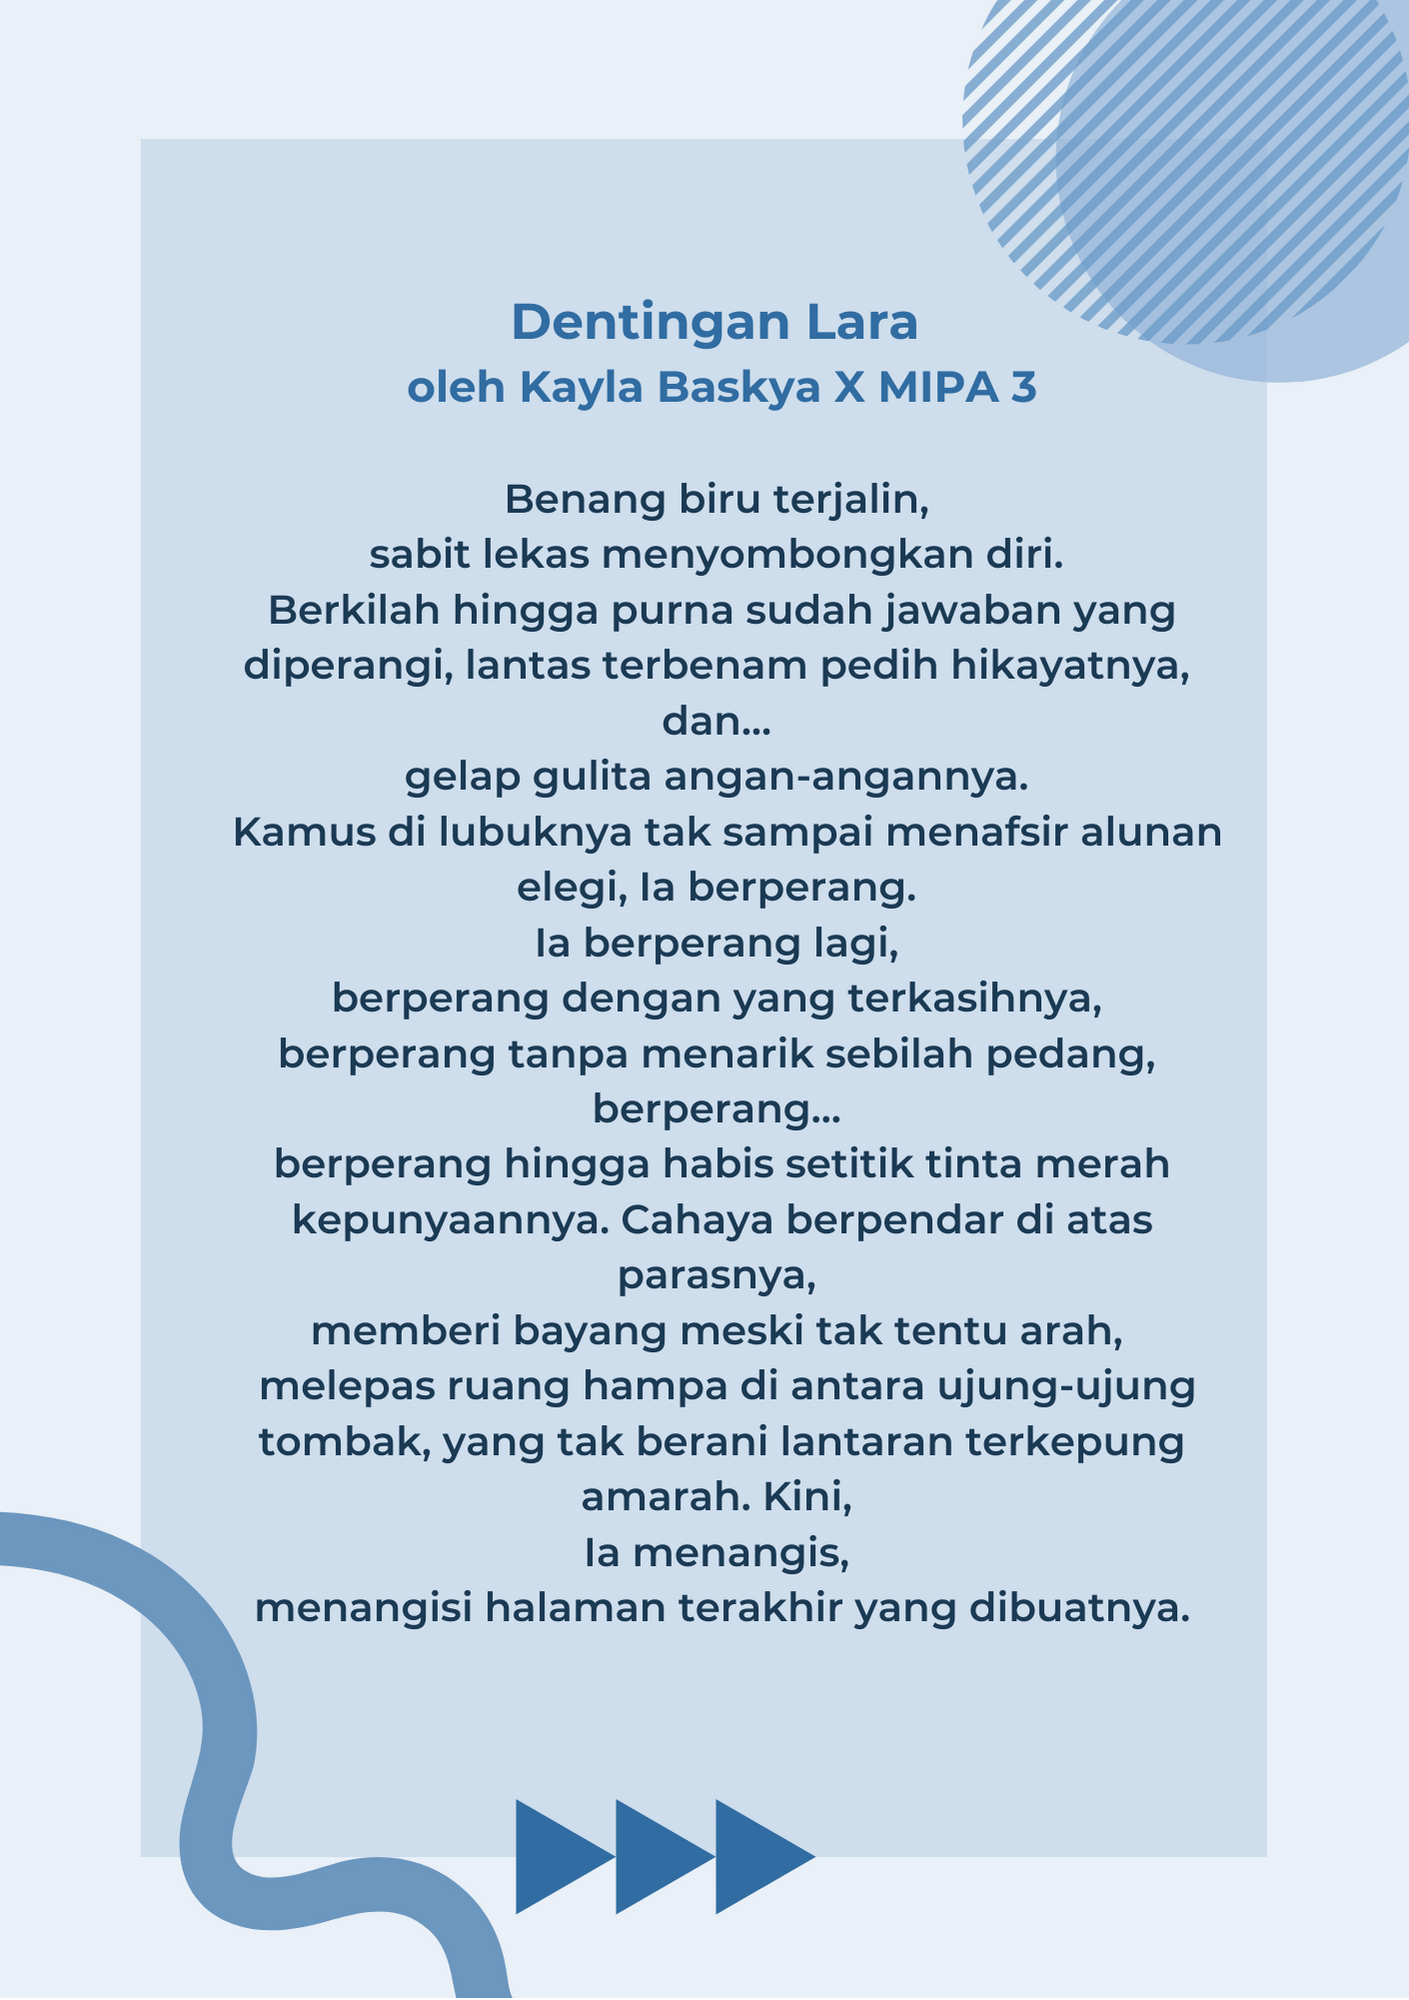 Dentingan Lara
oleh Kayla Baskya X MIPA 3
Benang biru terjalin,
sabit lekas menyombongkan diri.
Berkilah hingga purna sudah jawaban yang
diperangi, lantas terbenam pedih hikayatnya,
dan...
gelap gulita angan-angannya.
Kamus di lubuknya tak sampai menafsir alunan
elegi, Ia berperang.
Ia berperang lagi,
berperang dengan yang terkasihnya,
berperang tanpa menarik sebilah pedang,
berperang...
berperang hingga habis setitik tinta merah
kepunyaannya. Cahaya berpendar di atas
parasnya,
memberi bayang meski tak tentu arah,
melepas ruang hampa di antara ujung-ujung
tombak, yang tak berani lantaran terkepung
amarah. Kini,
Ia menangis,
menangisi halaman terakhir yang dibuatnya.